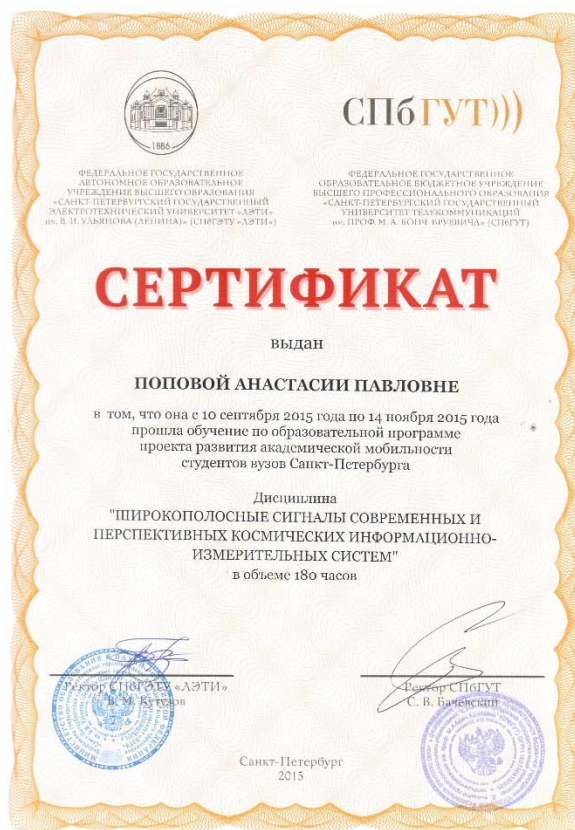 1886
СПбГУТ)))
ФЕДЕРАЛЬНОЕ ГОСУДАРСТВЕННОЕ
АВТОНОМНОЕ ОБРАЗОВАТЕЛЬНОЕ
УЧРЕЖДЕНИЕ ВЫСШЕГО ОБРАЗОВАНИЯ
«САНКТ-ПЕТЕРБУРГСКИЙ ГОСУДАРСТВЕННЫЙ
ЭЛЕКТРОТЕХНИЧЕСКИЙ УНИВЕРСИТЕТ «ЛЭТИ»
им. В. И. УЛЬЯНОВА (ЛЕНИНА)» (СПбГЭТУ «ЛЭТИ»)
ФЕДЕРАЛЬНОЕ ГОСУДАРСТВЕННОЕ
ОБРАЗОВАТЕЛЬНОЕ БЮДЖЕТНОЕ УЧРЕЖДЕНИЕ
ВЫСШЕГО ПРОФЕССИОНАЛЬНОГО ОБРАЗОВАНИЯ
«САНКТ-ПЕТЕРБУРГСКИЙ ГОСУДАРСТВЕННЫЙ
УНИВЕРСИТЕТ ТЕЛЕКОММУНИКАЦИЙ
им. ПРОФ. М. А. БОНЧ-БРУЕВИЧА» (СПбГУТ)
СЕРТИФИКАТ
выдан
ПОПОВОЙ АНАСТАСИИ ПАВЛОВНЕ
в том, что она с 10 сентября 2015 года по 14 ноября 2015 года
прошла обучение по образовательной программе
проекта развития академической мобильности
студентов вузов Санкт-Петербурга
Дисциплина
"ШИРОКОПОЛОСНЫЕ СИГНАЛЫ СОВРЕМЕННЫХ И
ПЕРСПЕКТИВНЫХ КОСМИЧЕСКИХ ИНФОРМАЦИОННО-
ИЗМЕРИТЕЛЬНЫХ СИСТЕМ"
в объеме 180 часов
Ректор СПбГЭТУ «ЛЭТИ»
В. М. Кутузов
Ректор СПбГУТ
С. В. Бачевский
Санкт-Петербург
2015